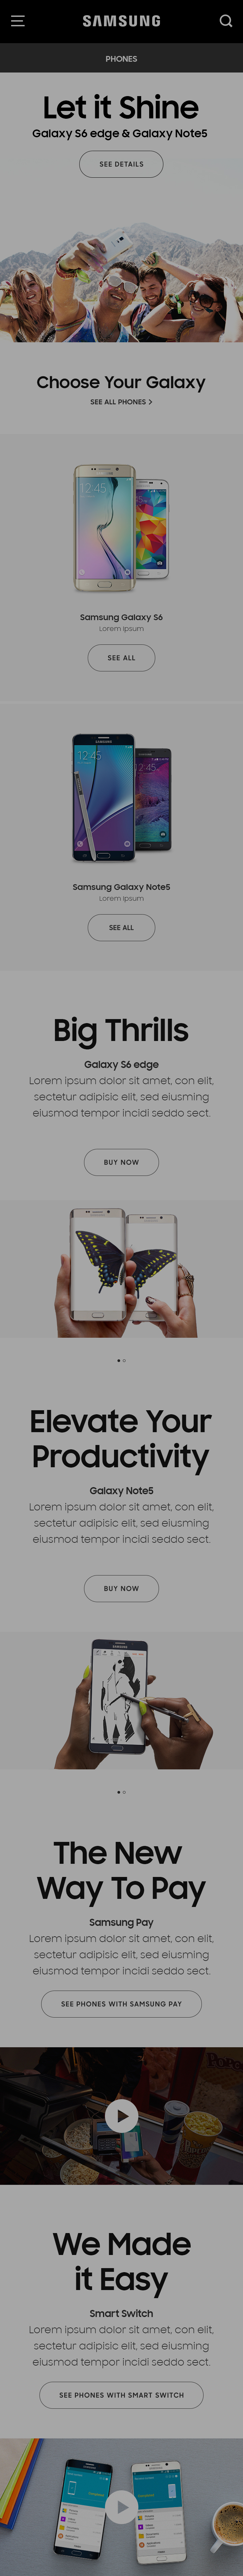 SAMSUNG
PHONES
Let it Shine
Galaxy S6 edge & Galaxy Note5
SEE DETAILS
Choose Your Galaxy
SEE ALL PHONES
12:45
Samsung Galaxy S6
Lorem Ipsum
SEE ALL
SAMSUNG
12:45
Samsung Galaxy Note5
Lorem Ipsum
SEE ALL
Big Thrills
Galaxy S6 edge
Lorem ipsum dolor sit amet, con elit,
sectetur adipisic elit, sed eiusming
eiusmod tempor incidi seddo sect.
BUY NOW
Elevate Your
Productivity
Galaxy Note5
Lorem ipsum dolor sit amet, con elit,
sectetur adipisic elit, sed eiusming
eiusmod tempor incidi seddo sect.
BUY NOW
The New
Way To Pay
Samsung Pay
Lorem ipsum dolor sit amet, con elit,
sectetur adipisic elit, sed eiusming
eiusmod tempor incidi seddo sect.
SEE PHONES WITH SAMSUNG PAY
We Made
it Easy
Smart Switch
Lorem ipsum dolor sit amet, con elit,
sectetur adipisic elit, sed eiusming
eiusmod tempor incidi seddo sect.
SEE PHONES WITH SMART SWITCH